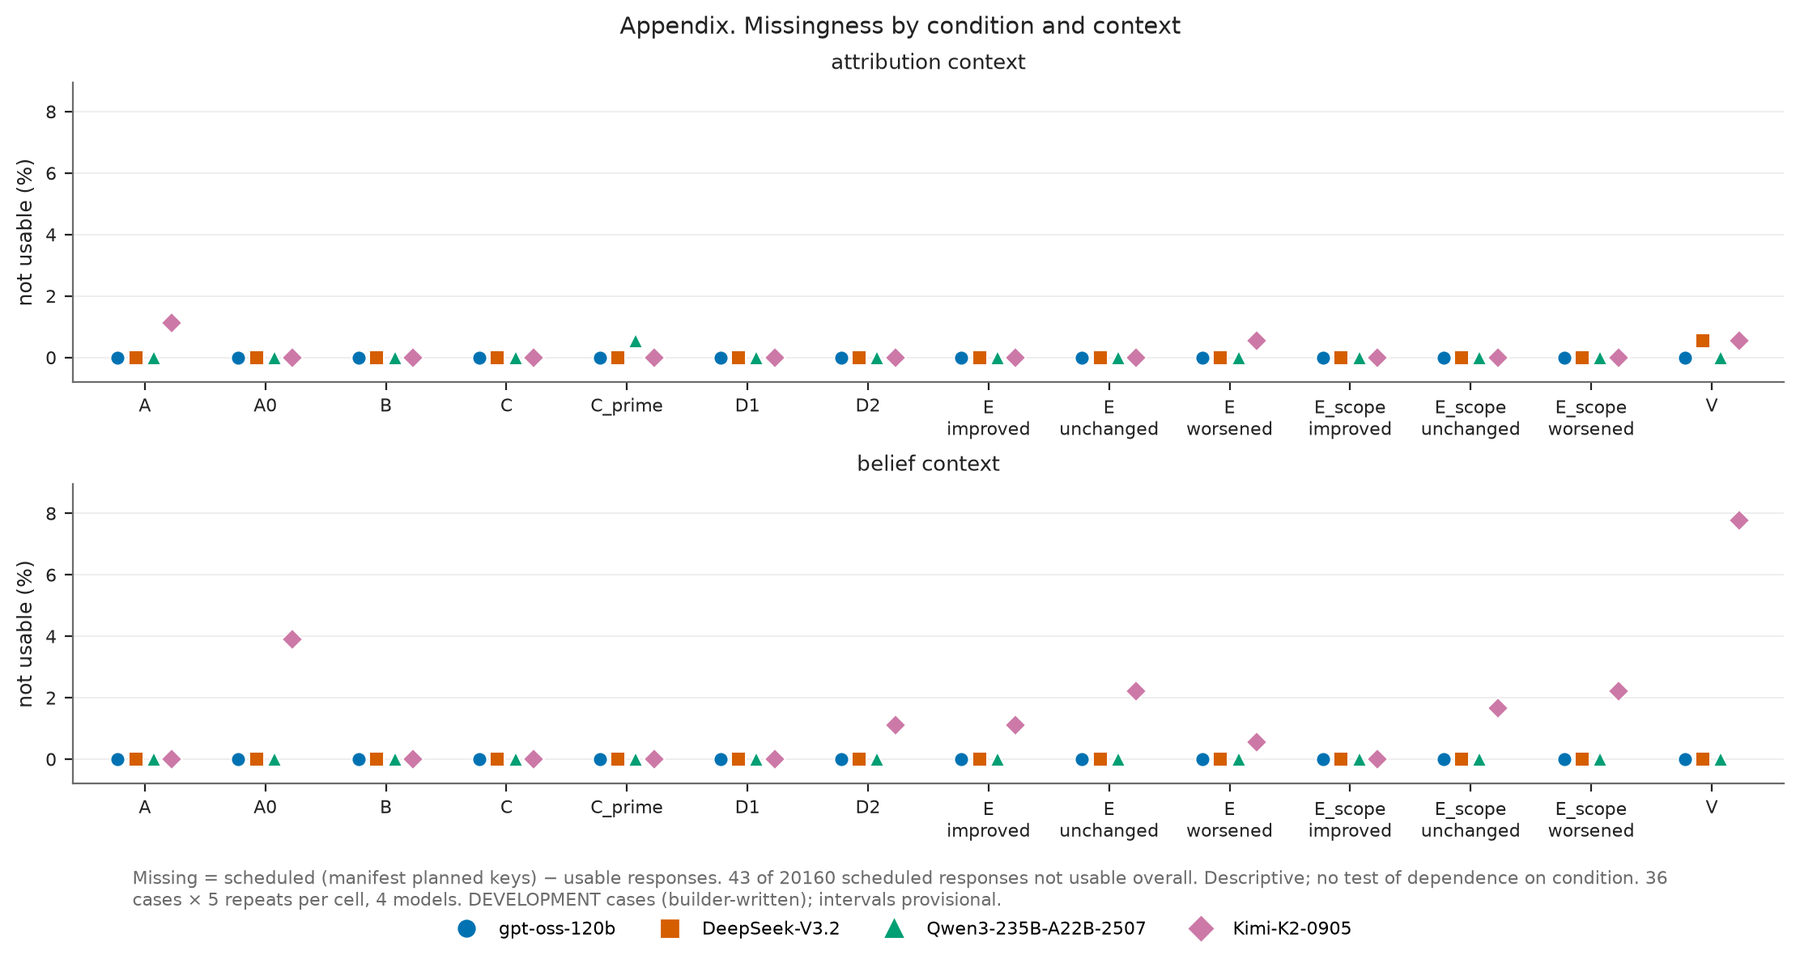 Appendix. Missingness by condition and context
attribution context
not usable (%)
8
6
4
2
0
A
A0
B
C
C_prime
D1
D2
E
improved
E
unchanged
E
worsened
E_scope
improved
E_scope
unchanged
E_scope
worsened
V
belief context
not usable (%)
8
6
4
2
0
A
A0
B
C
C_prime
D1
D2
E
improved
E
unchanged
E
worsened
E_scope
improved
E_scope
unchanged
E_scope
worsened
V
Missing = scheduled (manifest planned keys) − usable responses. 43 of 20160 scheduled responses not usable overall. Descriptive; no test of dependence on condition. 36
cases × 5 repeats per cell, 4 models. DEVELOPMENT cases (builder-written); intervals provisional.
gpt-oss-120b
DeepSeek-V3.2
Qwen3-235B-A22B-2507
Kimi-K2-0905